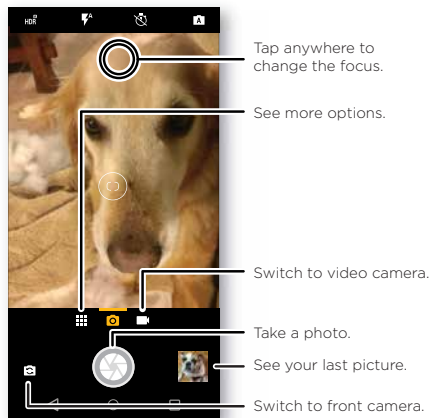 HDR
A
A
Tap anywhere to
change the focus.
See more options.
Switch to video camera.
Take a photo.
See your last picture.
Switch to front camera.